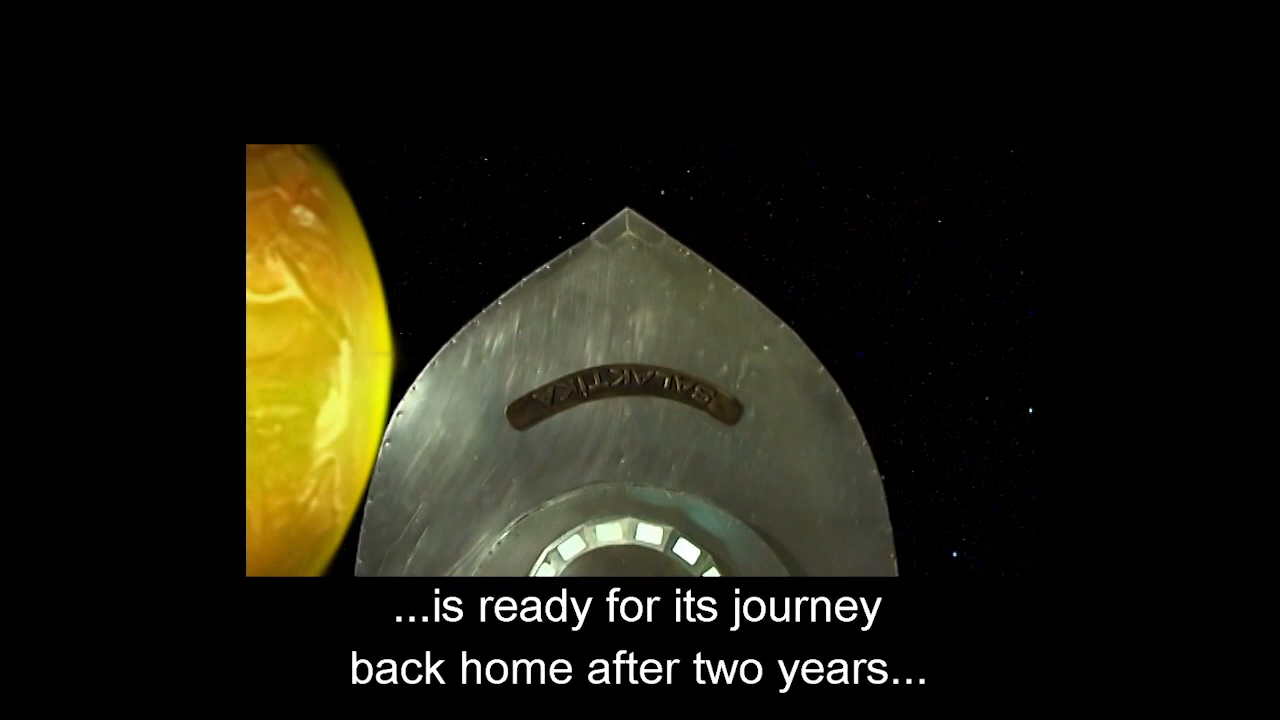 ...is ready for its journey
back home after two years...